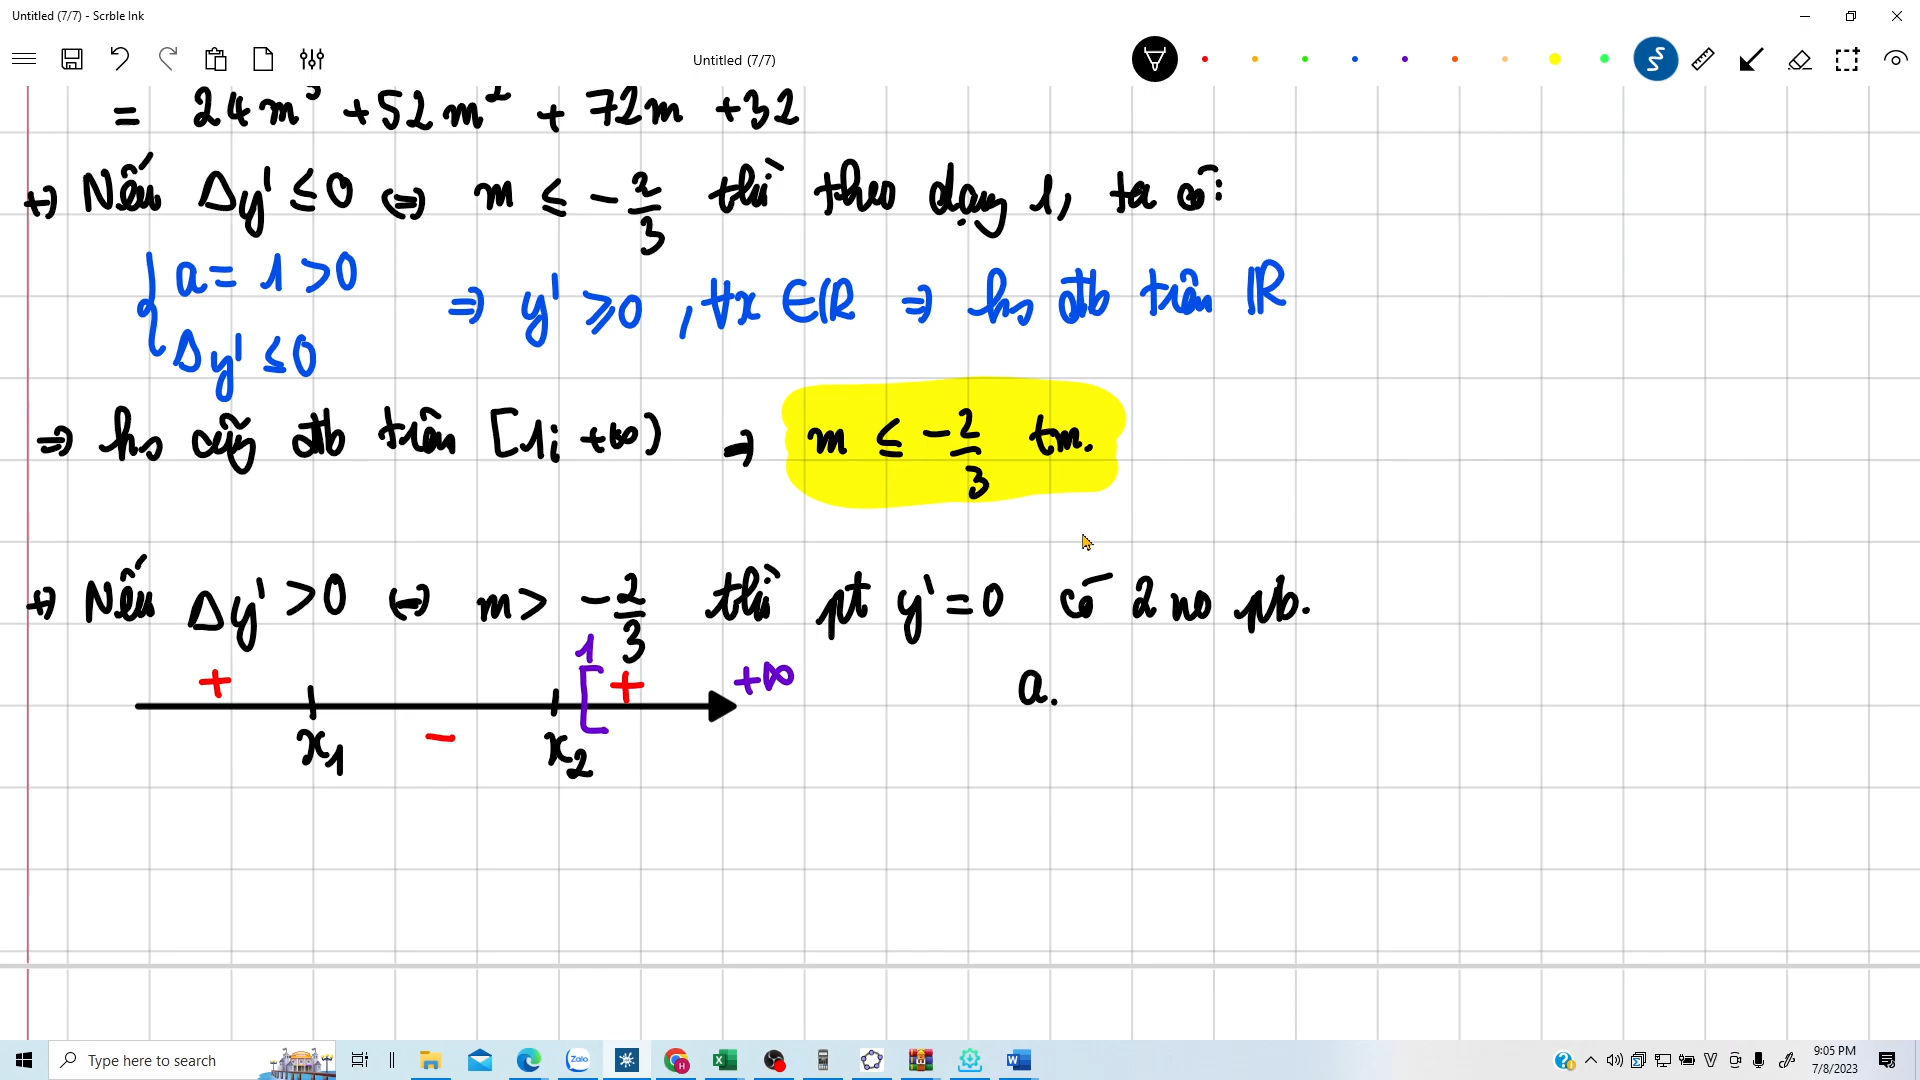 Untitled (7/7) - Scrble Ink
Untitled (7/7)
= 24m³ + 52m² + 72m + 32
+) Nếu Δy' ≤ 0 <=> m ≤ -2/3 thì theo dạng 1, ta có:
{ a = 1 > 0
Δy' ≤ 0
=> y' ≥ 0, ∀x ∈ R => hs đb trên R
=> hs cũng đb trên [1; +∞) => m ≤ -2/3 tm.
+) Nếu Δy' > 0 <=> m > -2/3 thì pt y' = 0 có 2 no pb.
+ 1 [ + +∞
a.
x₁ - x₂
Type here to search
Zalo
9:05 PM
7/8/2023